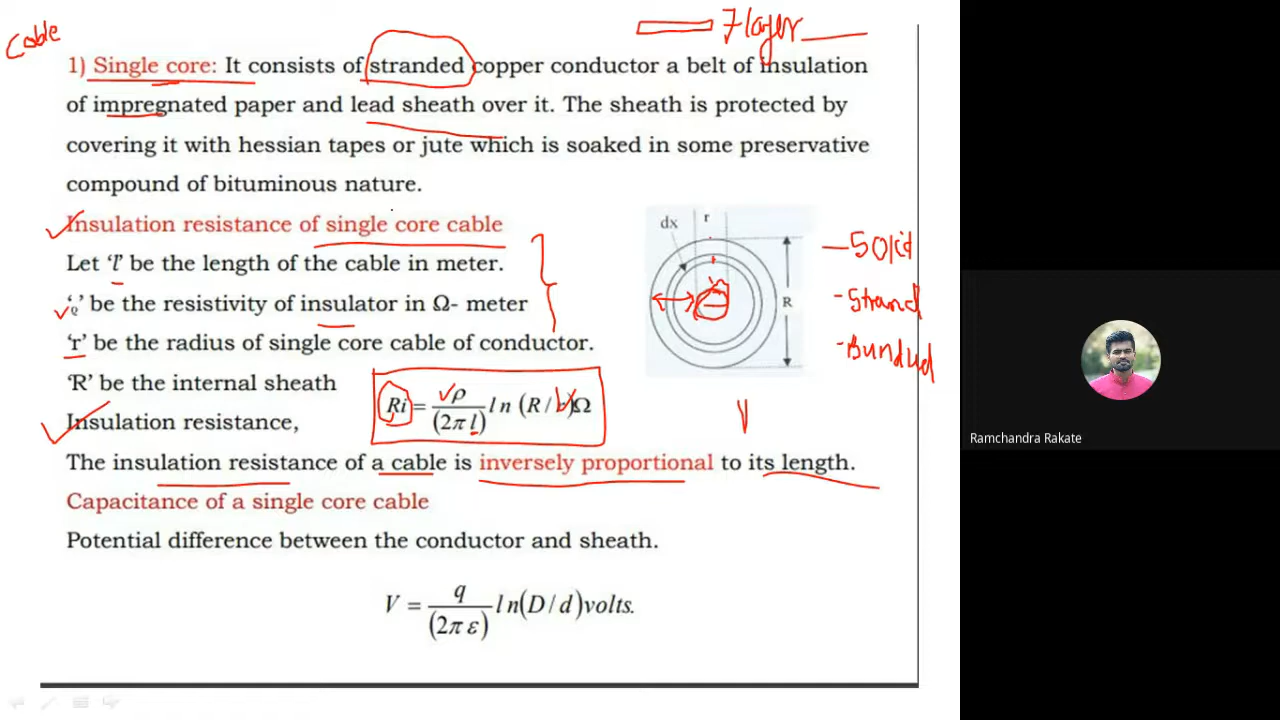 Cable
7 layer
1) Single core: It consists of stranded copper conductor a belt of insulation
of impregnated paper and lead sheath over it. The sheath is protected by
covering it with hessian tapes or jute which is soaked in some preservative
compound of bituminous nature.
Insulation resistance of single core cable
Let 'l' be the length of the cable in meter.
'ρ' be the resistivity of insulator in Ω- meter
'r' be the radius of single core cable of conductor.
'R' be the internal sheath
Insulation resistance,
Ri = ρ/(2π l) ln (R/r)Ω
dx
r
R
Solid
- Strand
- Bundled
V
The insulation resistance of a cable is inversely proportional to its length.
Capacitance of a single core cable
Potential difference between the conductor and sheath.
V = q/(2π ε) ln(D/d)volts.
Ramchandra Rakate